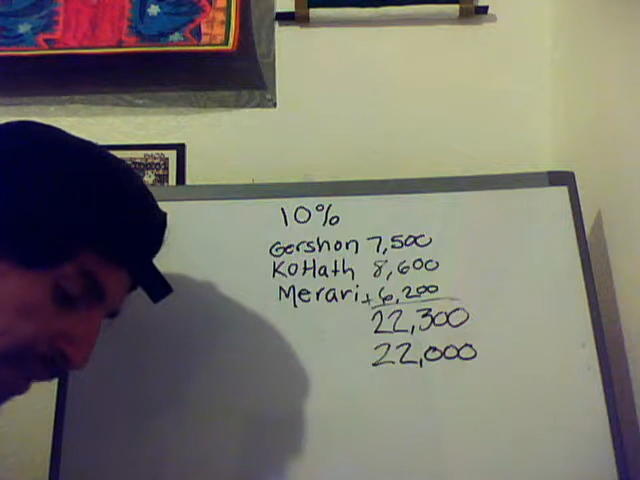 10%
Gershon 7,500
KoHath 8,600
Merari + 6,200
22,300
22,000